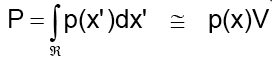 P = ∫ℜ p(x')dx' ≅ p(x)V